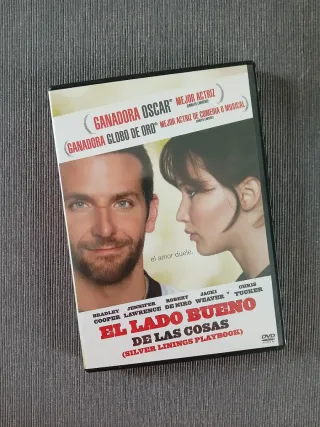 GANADORA OSCAR® MEJOR ACTRIZ
GANADORA GLOBO DE ORO® MEJOR ACTRIZ DE COMEDIA O MUSICAL
el amor duele.
BRADLEY COOPER JENNIFER LAWRENCE ROBERT DE NIRO JACKI WEAVER Y CHRIS TUCKER
EL LADO BUENO
DE LAS COSAS
(SILVER LININGS PLAYBOOK)
DVD